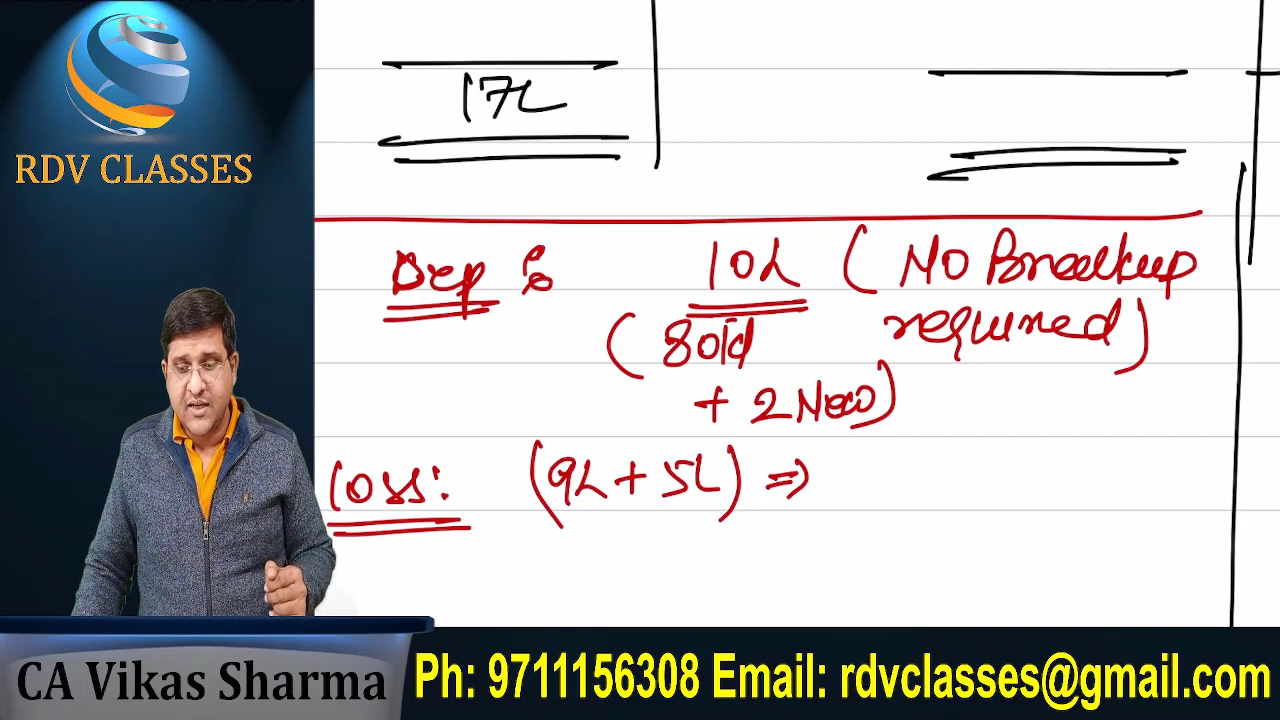 17L
RDV CLASSES
Dep : 10L ( No Breakup
required)
( 8 old
+ 2 New)
Loss: (9L + 5L) ⇒
CA Vikas Sharma
Ph: 9711156308 Email: rdvclasses@gmail.com